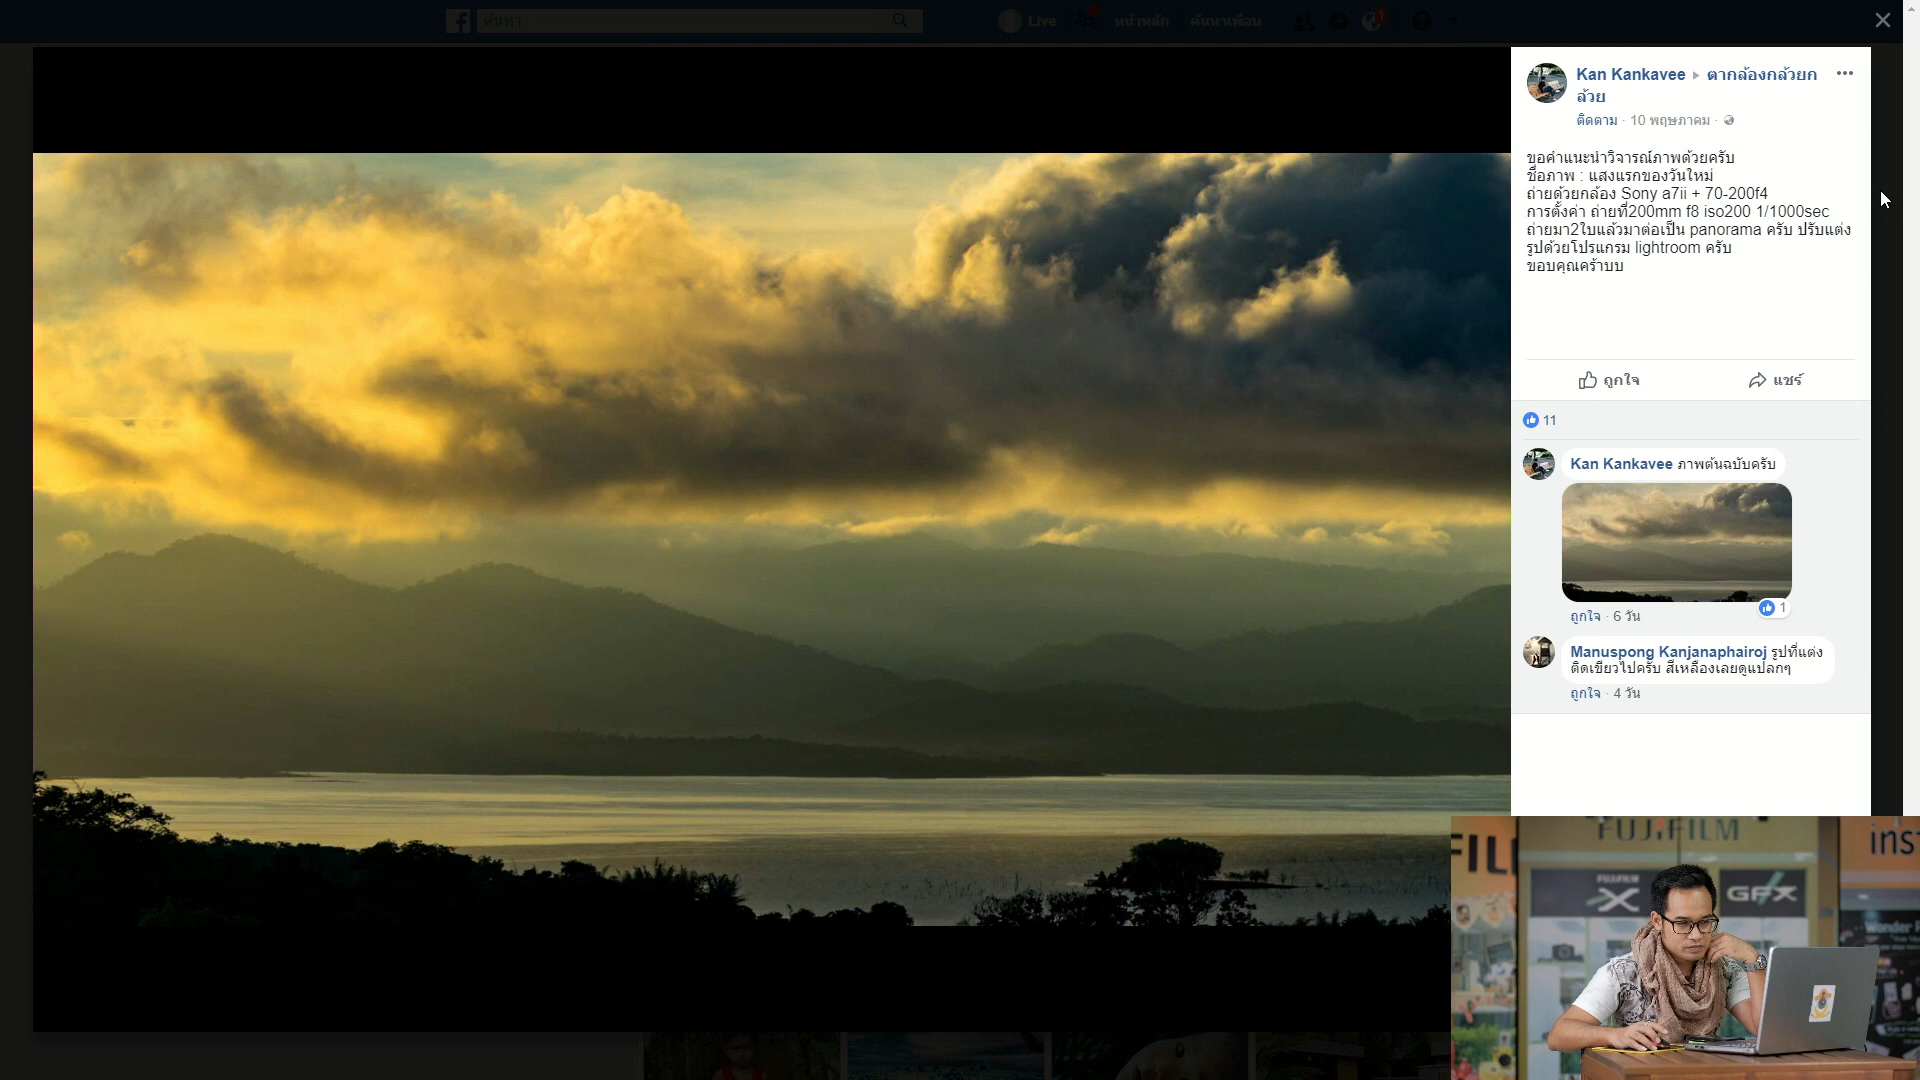 ค้นหา
Live
หน้าหลัก
ค้นหาเพื่อน
1
Kan Kankavee ▸ ตากล้องกล้วยก
ล้วย
ติดตาม · 10 พฤษภาคม ·
ขอคำแนะนำวิจารณ์ภาพด้วยครับ
ชื่อภาพ : แสงแรกของวันใหม่
ถ่ายด้วยกล้อง Sony a7ii + 70-200f4
การตั้งค่า ถ่ายที่200mm f8 iso200 1/1000sec
ถ่ายมา2ใบแล้วมาต่อเป็น panorama ครับ ปรับแต่ง
รูปด้วยโปรแกรม lightroom ครับ
ขอบคุณคร้าบบ
ถูกใจ
แชร์
11
Kan Kankavee ภาพต้นฉบับครับ
1
ถูกใจ · 6 วัน
Manuspong Kanjanaphairoj รูปที่แต่ง
ติดเขียวไปครับ สีเหลืองเลยดูแปลกๆ
ถูกใจ · 4 วัน
FUJIFILM
FIL
ins
FUJIFILM
X
GFX